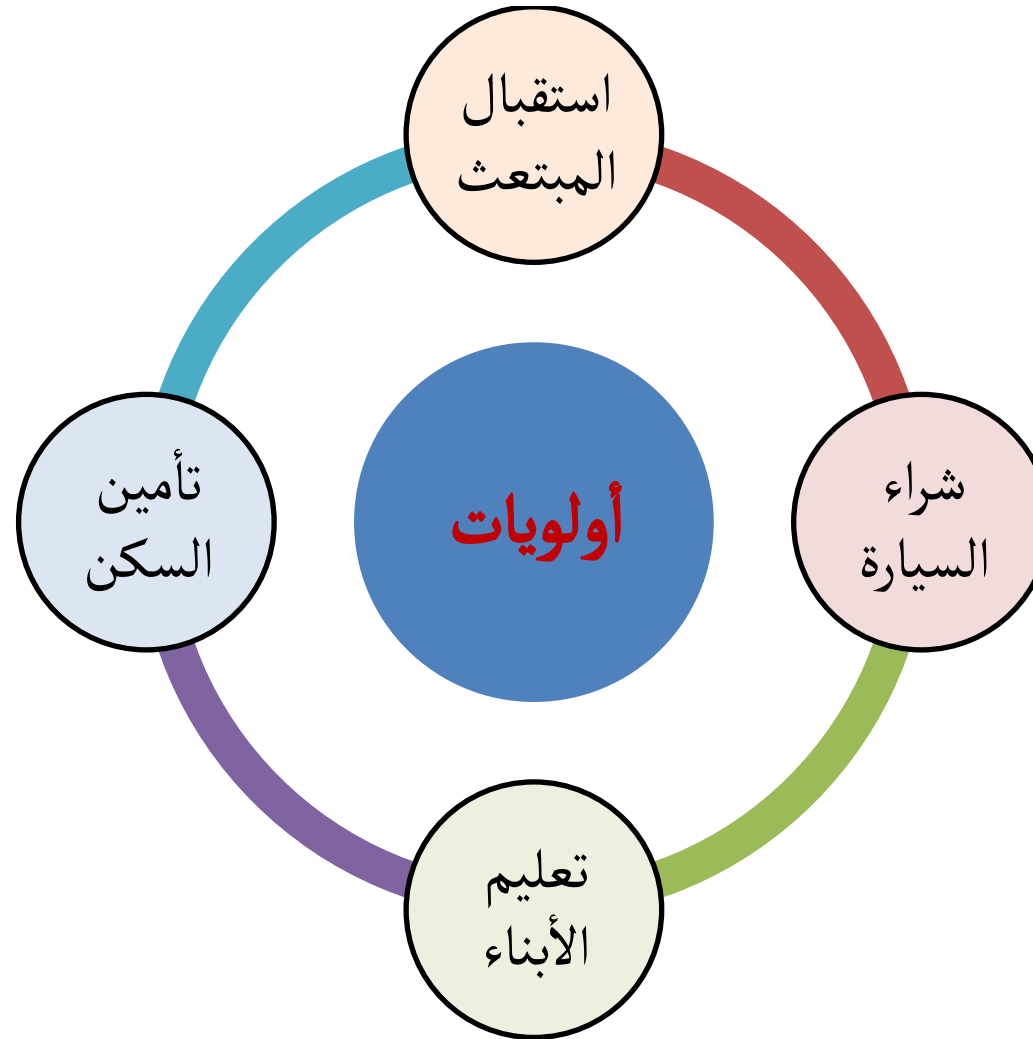 استقبال
المبتعث
شراء
السيارة
تعليم
الأبناء
تأمين
السكن
أولويات